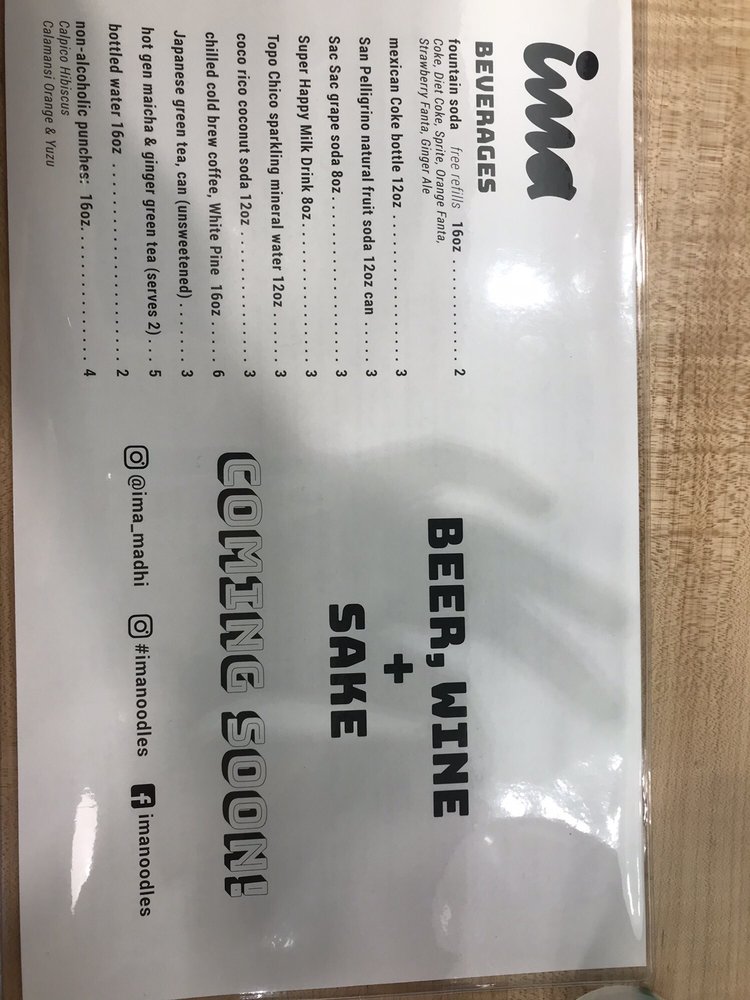 ima
BEVERAGES
fountain soda free refills 16oz . . . . . . . . . . . . . 2
Coke, Diet Coke, Sprite, Orange Fanta,
Strawberry Fanta, Ginger Ale
mexican Coke bottle 12oz . . . . . . . . . . . . . . . . 3
San Pelligrino natural fruit soda 12oz can . . . . . . 3
Sac Sac grape soda 8oz . . . . . . . . . . . . . . . . . . 3
Super Happy Milk Drink 8oz . . . . . . . . . . . . . . . 3
Topo Chico sparkling mineral water 12oz . . . . . . 3
coco rico coconut soda 12oz . . . . . . . . . . . . . . 3
chilled cold brew coffee, White Pine 16oz . . . . . 6
Japanese green tea, can (unsweetened) . . . . . . . 3
hot gen maicha & ginger green tea (serves 2) . . . 5
bottled water 16oz . . . . . . . . . . . . . . . . . . . . . 2
non-alcoholic punches: 16oz. . . . . . . . . . . . . . . 4
Calpico Hibiscus
Calamansi Orange & Yuzu
BEER, WINE
+
SAKE
COMING SOON!
@ima_madhi #imanoodles imanoodles